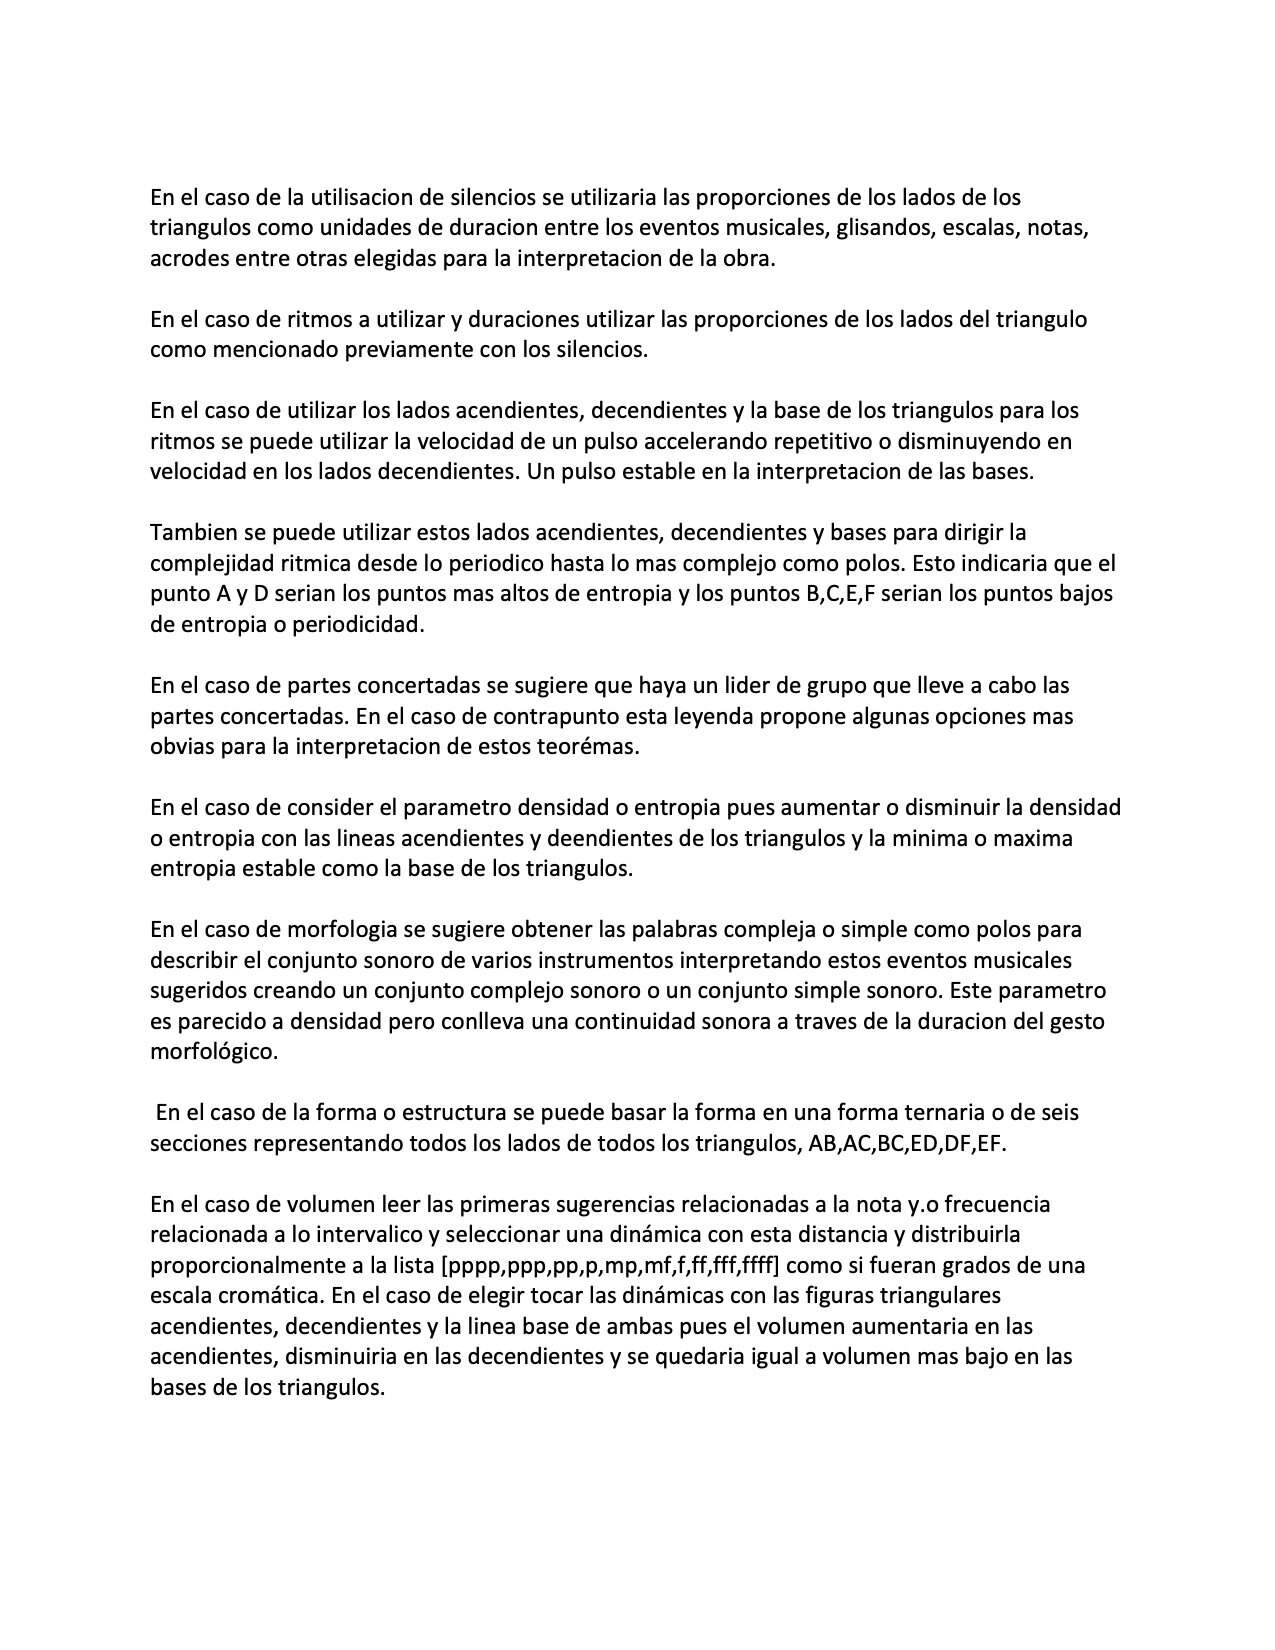 En el caso de la utilisacion de silencios se utilizaria las proporciones de los lados de los
triangulos como unidades de duracion entre los eventos musicales, glisandos, escalas, notas,
acrodes entre otras elegidas para la interpretacion de la obra.
En el caso de ritmos a utilizar y duraciones utilizar las proporciones de los lados del triangulo
como mencionado previamente con los silencios.
En el caso de utilizar los lados acendientes, decendientes y la base de los triangulos para los
ritmos se puede utilizar la velocidad de un pulso accelerando repetitivo o disminuyendo en
velocidad en los lados decendientes. Un pulso estable en la interpretacion de las bases.
Tambien se puede utilizar estos lados acendientes, decendientes y bases para dirigir la
complejidad ritmica desde lo periodico hasta lo mas complejo como polos. Esto indicaria que el
punto A y D serian los puntos mas altos de entropia y los puntos B,C,E,F serian los puntos bajos
de entropia o periodicidad.
En el caso de partes concertadas se sugiere que haya un lider de grupo que lleve a cabo las
partes concertadas. En el caso de contrapunto esta leyenda propone algunas opciones mas
obvias para la interpretacion de estos teorémas.
En el caso de consider el parametro densidad o entropia pues aumentar o disminuir la densidad
o entropia con las lineas acendientes y deendientes de los triangulos y la minima o maxima
entropia estable como la base de los triangulos.
En el caso de morfologia se sugiere obtener las palabras compleja o simple como polos para
describir el conjunto sonoro de varios instrumentos interpretando estos eventos musicales
sugeridos creando un conjunto complejo sonoro o un conjunto simple sonoro. Este parametro
es parecido a densidad pero conlleva una continuidad sonora a traves de la duracion del gesto
morfológico.
En el caso de la forma o estructura se puede basar la forma en una forma ternaria o de seis
secciones representando todos los lados de todos los triangulos, AB,AC,BC,ED,DF,EF.
En el caso de volumen leer las primeras sugerencias relacionadas a la nota y.o frecuencia
relacionada a lo intervalico y seleccionar una dinámica con esta distancia y distribuirla
proporcionalmente a la lista [pppp,ppp,pp,p,mp,mf,f,ff,fff,ffff] como si fueran grados de una
escala cromática. En el caso de elegir tocar las dinámicas con las figuras triangulares
acendientes, decendientes y la linea base de ambas pues el volumen aumentaria en las
acendientes, disminuiria en las decendientes y se quedaria igual a volumen mas bajo en las
bases de los triangulos.